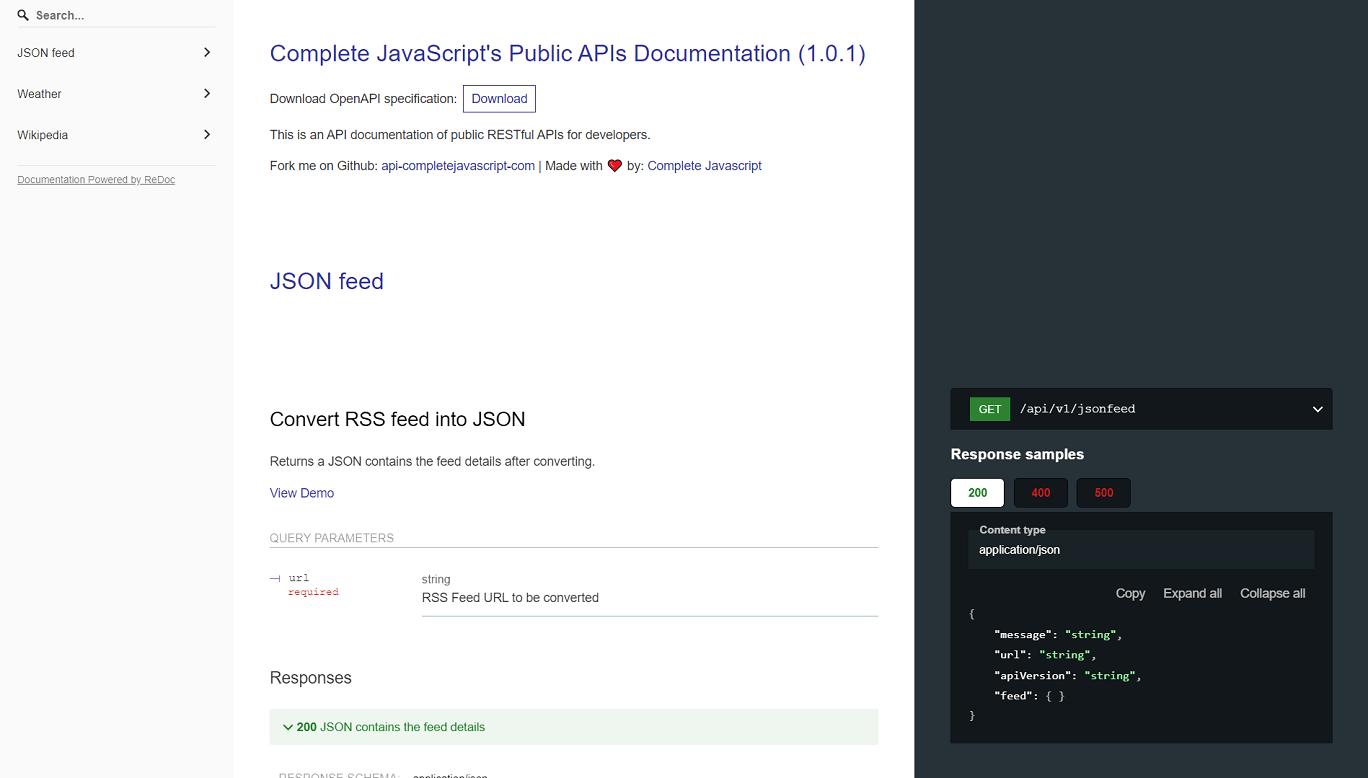 Search...
JSON feed
Weather
Wikipedia
Documentation Powered by ReDoc
Complete JavaScript's Public APIs Documentation (1.0.1)
Download OpenAPI specification: Download
This is an API documentation of public RESTful APIs for developers.
Fork me on Github: api-completejavascript-com | Made with ❤️ by: Complete Javascript
JSON feed
Convert RSS feed into JSON
Returns a JSON contains the feed details after converting.
View Demo
QUERY PARAMETERS
url
required
string
RSS Feed URL to be converted
Responses
200 JSON contains the feed details
RESPONSE SCHEMA: application/json
GET /api/v1/jsonfeed
Response samples
200 400 500
Content type
application/json
Copy Expand all Collapse all
{
"message": "string",
"url": "string",
"apiVersion": "string",
"feed": { }
}